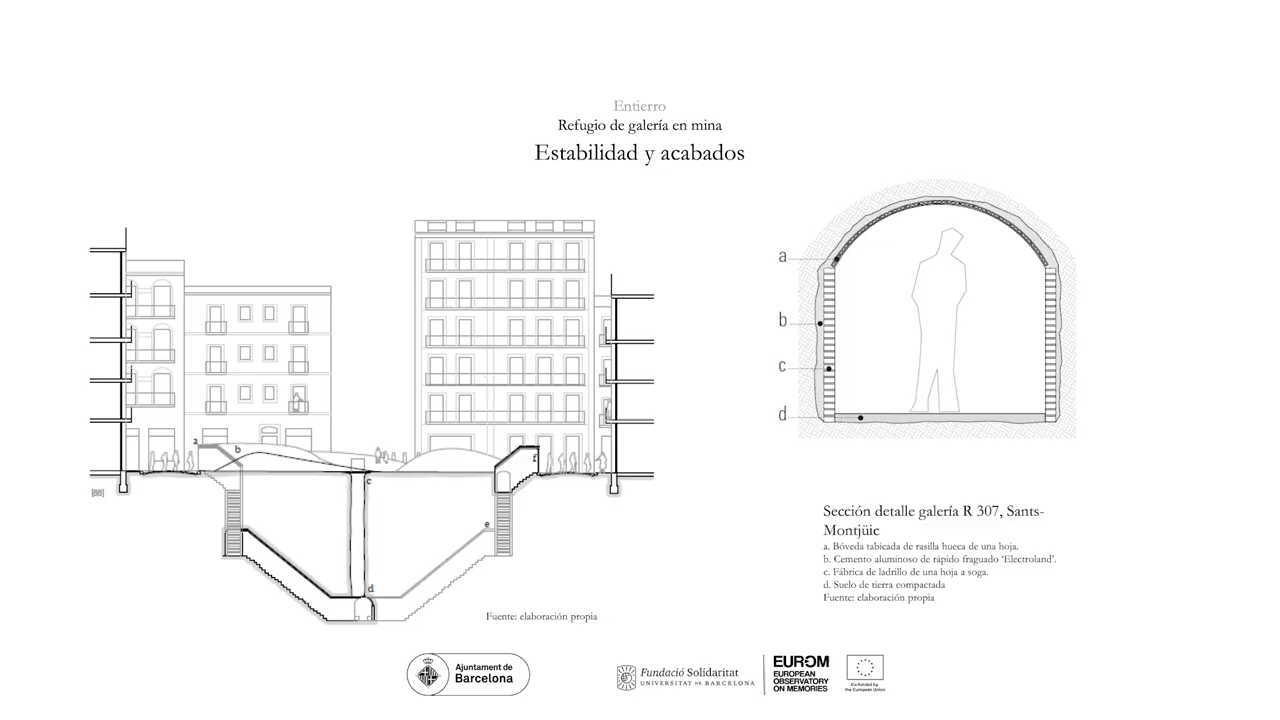 Entierro
Refugio de galería en mina
Estabilidad y acabados
a
b
c
d
e
f
[88]
Fuente: elaboración propia
a
b
c
d
Sección detalle galería R 307, Sants-
Montjüic
a. Bóveda tabicada de rasilla hueca de una hoja.
b. Cemento aluminoso de rápido fraguado ‘Electroland’.
c. Fábrica de ladrillo de una hoja a soga.
d. Suelo de tierra compactada
Fuente: elaboración propia
Ajuntament de
Barcelona
Fundació Solidaritat
UNIVERSITAT DE BARCELONA
EUROM
EUROPEAN
OBSERVATORY
ON MEMORIES
Co-funded by
the European Union